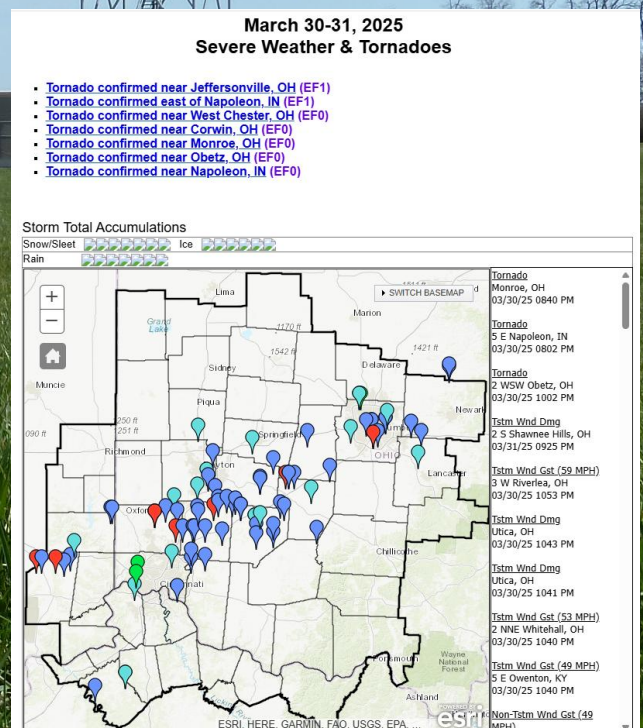 March 30-31, 2025
Severe Weather & Tornadoes
Tornado confirmed near Jeffersonville, OH (EF1)
Tornado confirmed east of Napoleon, IN (EF1)
Tornado confirmed near West Chester, OH (EF0)
Tornado confirmed near Corwin, OH (EF0)
Tornado confirmed near Monroe, OH (EF0)
Tornado confirmed near Obetz, OH (EF0)
Tornado confirmed near Napoleon, IN (EF0)
Storm Total Accumulations
Snow/Sleet Ice
Rain
+
−
SWITCH BASEMAP
Lima
Marion
Grand
Lake
1170 ft
1542 ft
1421 ft
Sidney
Delaware
Muncie
Piqua
Newark
Springfield
Richmond
OHIO
Lancaster
Oxford
Chillicothe
Cincinnati
Portsmouth
Wayne
National
Forest
Ashland
POWERED BY
esri
ESRI, HERE, GARMIN, FAO, USGS, EPA, ...
Tornado
Monroe, OH
03/30/25 0840 PM
Tornado
5 E Napoleon, IN
03/30/25 0802 PM
Tornado
2 WSW Obetz, OH
03/30/25 1002 PM
Tstm Wnd Dmg
2 S Shawnee Hills, OH
03/31/25 0925 PM
Tstm Wnd Gst (59 MPH)
3 W Riverlea, OH
03/30/25 1053 PM
Tstm Wnd Dmg
Utica, OH
03/30/25 1043 PM
Tstm Wnd Dmg
Utica, OH
03/30/25 1041 PM
Tstm Wnd Gst (53 MPH)
2 NNE Whitehall, OH
03/30/25 1040 PM
Tstm Wnd Gst (49 MPH)
5 E Owenton, KY
03/30/25 1040 PM
Non-Tstm Wnd Gst (49
MPH)